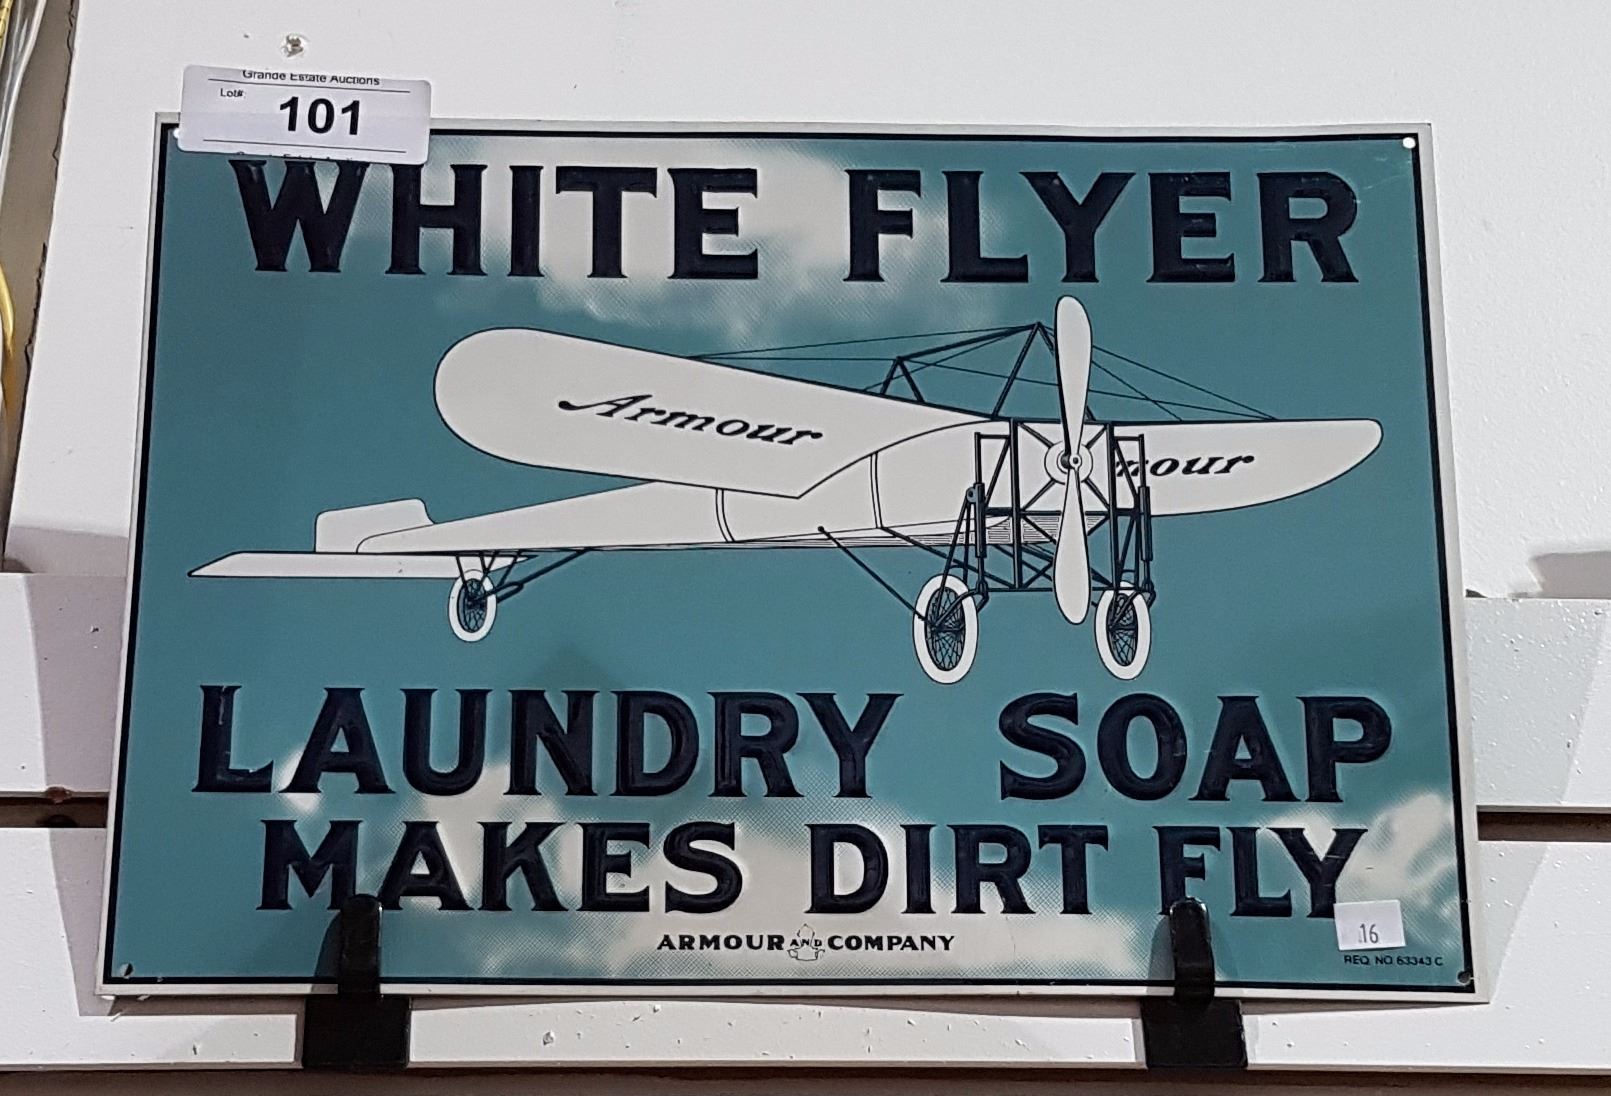 Grande Estate Auctions
Lot#:
101
WHITE FLYER
Armour
mour
LAUNDRY SOAP
MAKES DIRT FLY
ARMOUR AND COMPANY
16
REQ. NO. 63343 C